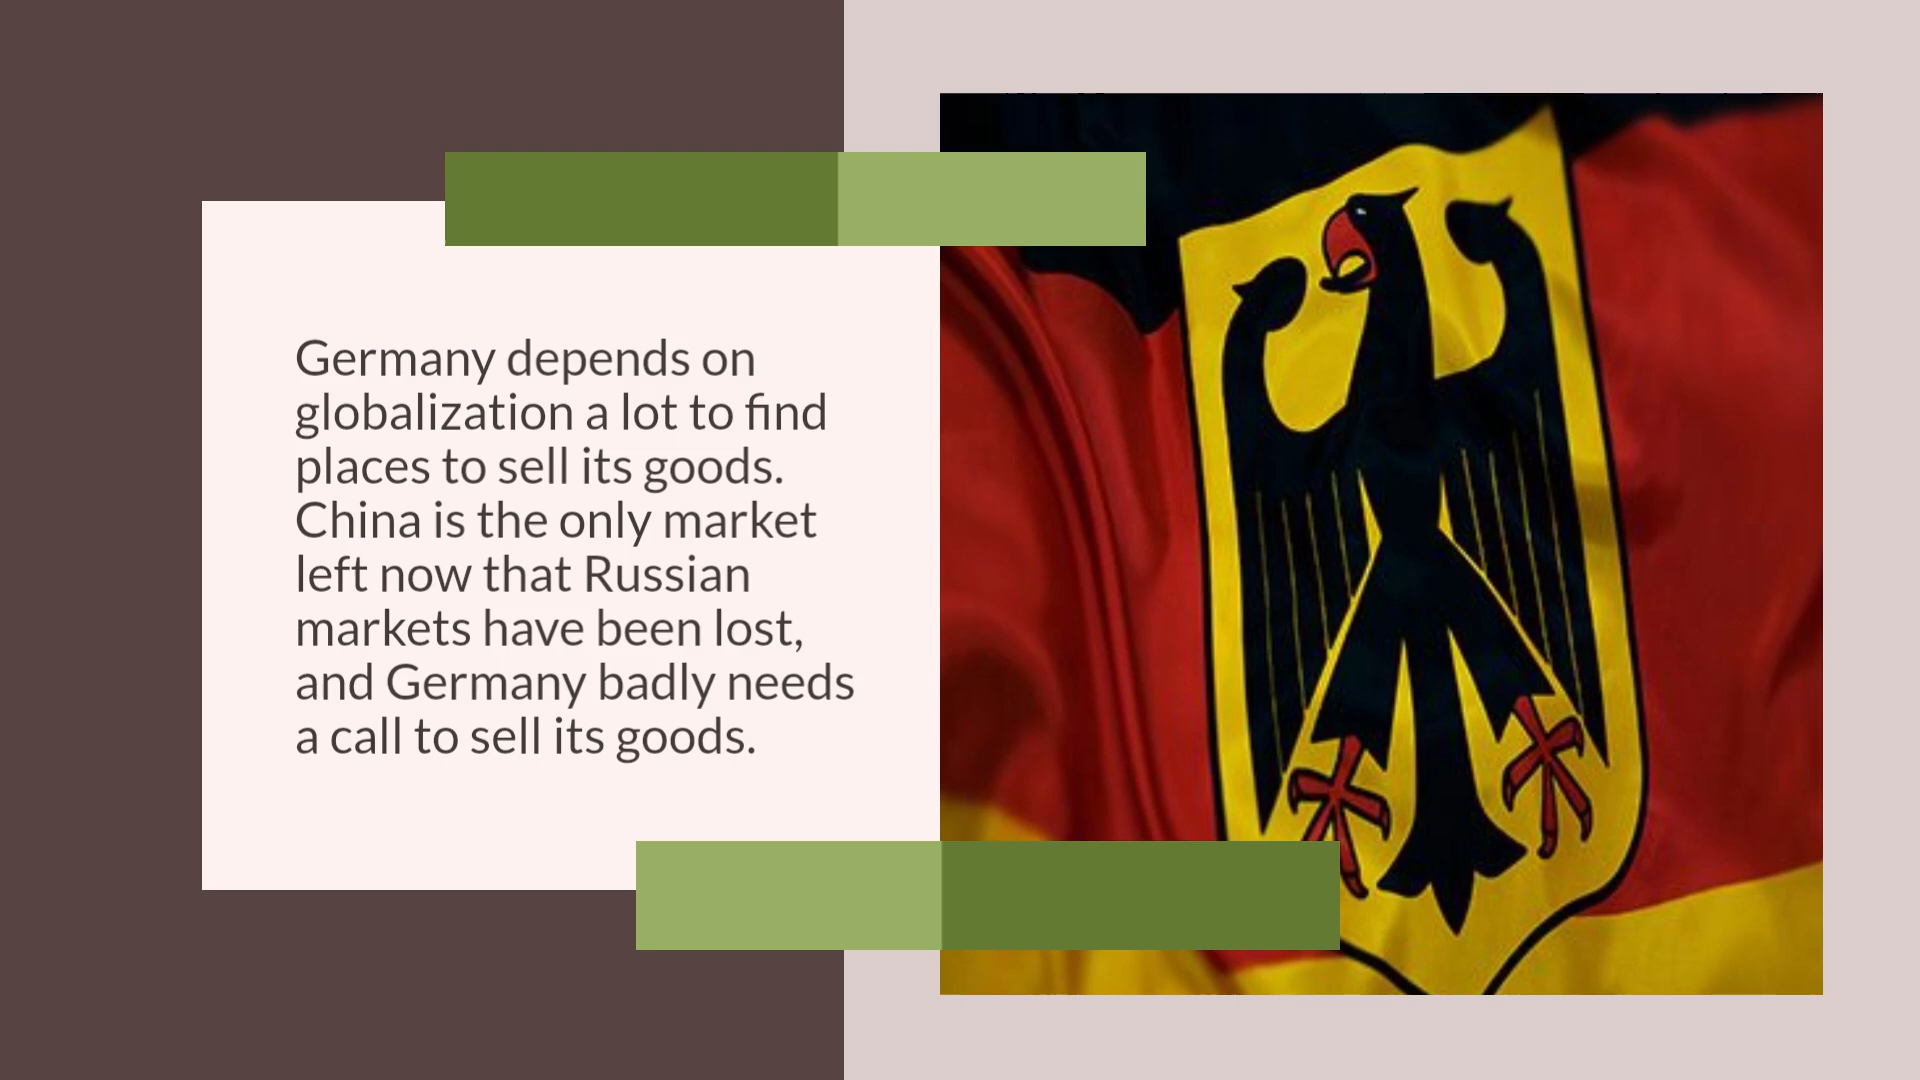 Germany depends on
globalization a lot to find
places to sell its goods.
China is the only market
left now that Russian
markets have been lost,
and Germany badly needs
a call to sell its goods.